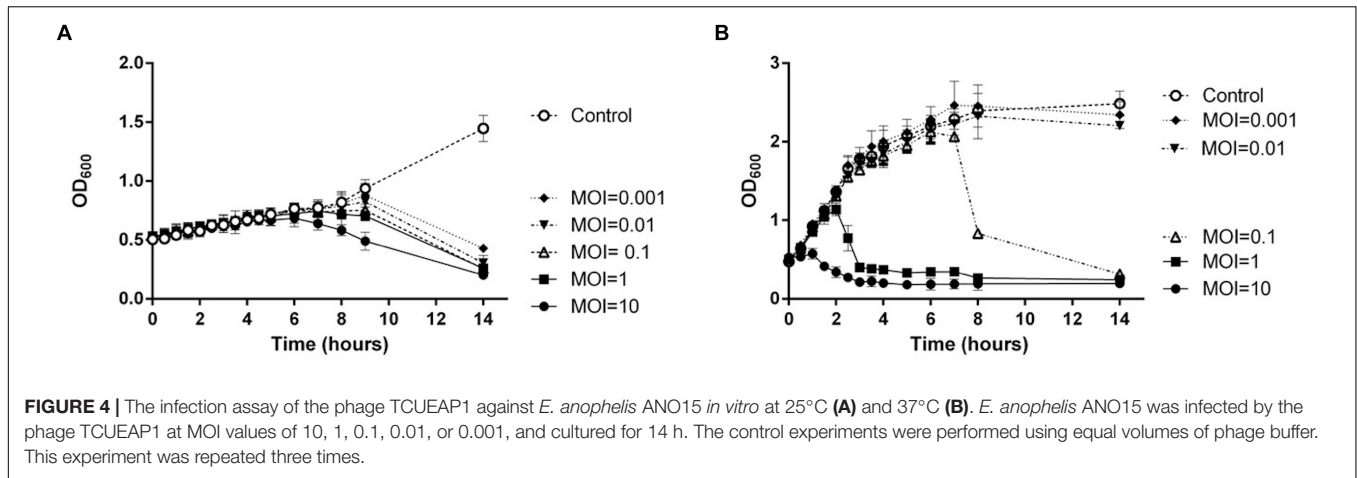 A
2.0
1.5
1.0
0.5
0.0
OD600
0 2 4 6 8 10 12 14
Time (hours)
Control
MOI=0.001
MOI=0.01
MOI= 0.1
MOI=1
MOI=10
B
3
2
1
0
OD600
0 2 4 6 8 10 12 14
Time (hours)
Control
MOI=0.001
MOI=0.01
MOI=0.1
MOI=1
MOI=10
FIGURE 4 | The infection assay of the phage TCUEAP1 against E. anophelis ANO15 in vitro at 25°C (A) and 37°C (B). E. anophelis ANO15 was infected by the
phage TCUEAP1 at MOI values of 10, 1, 0.1, 0.01, or 0.001, and cultured for 14 h. The control experiments were performed using equal volumes of phage buffer.
This experiment was repeated three times.